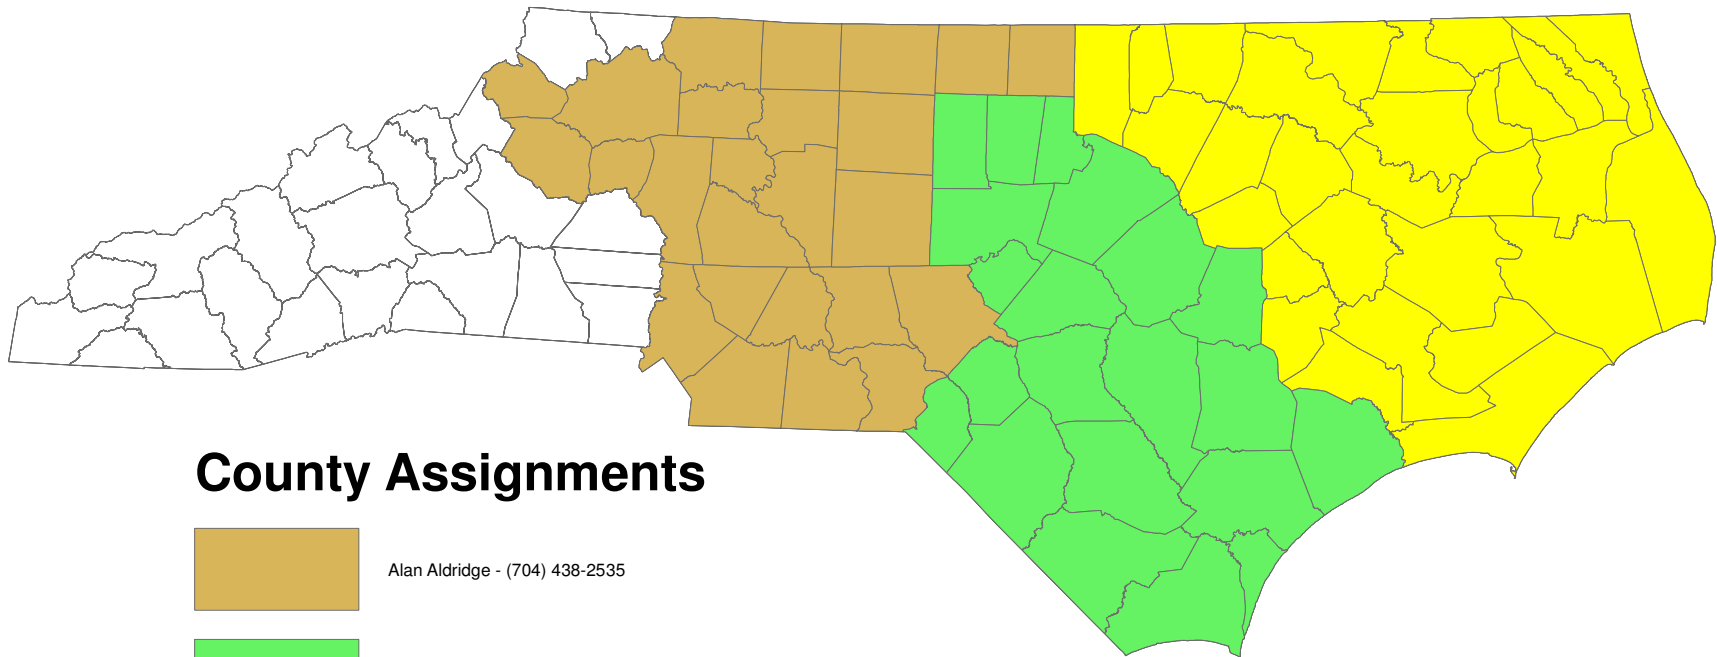 County Assignments
Alan Aldridge - (704) 438-2535